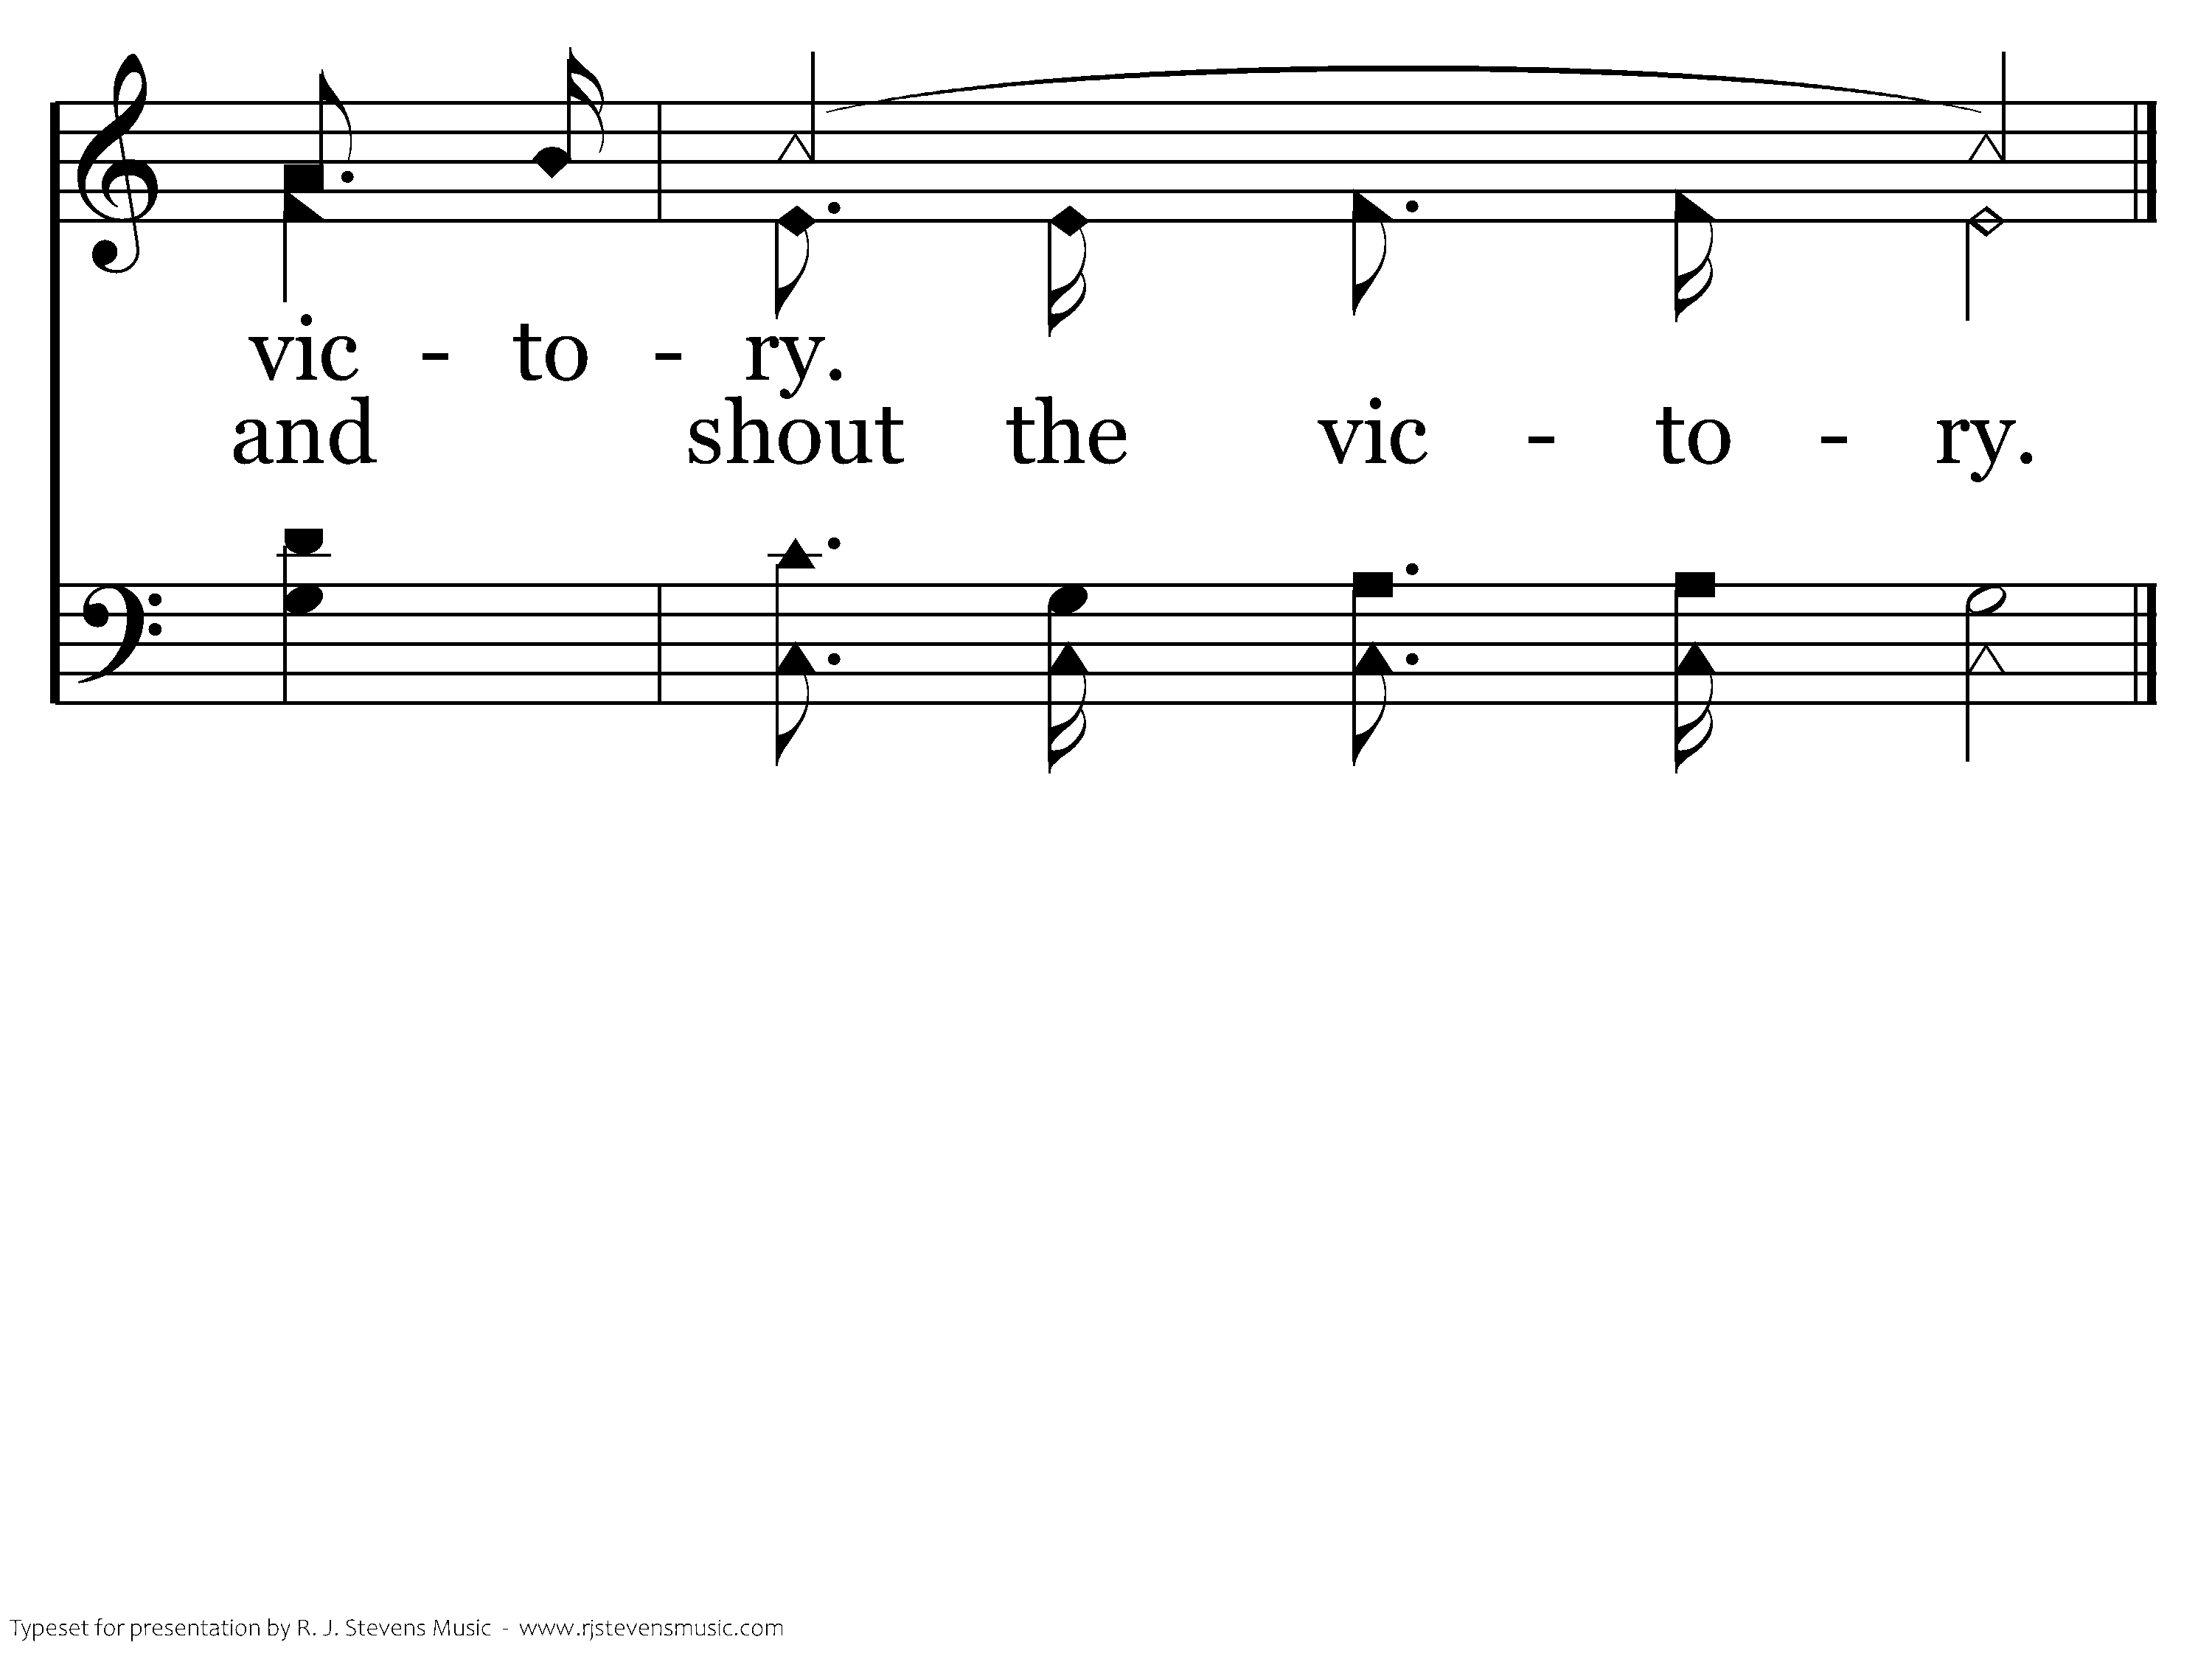 vic - to - ry.
and shout the vic - to - ry.
Typeset for presentation by R. J. Stevens Music - www.rjstevensmusic.com